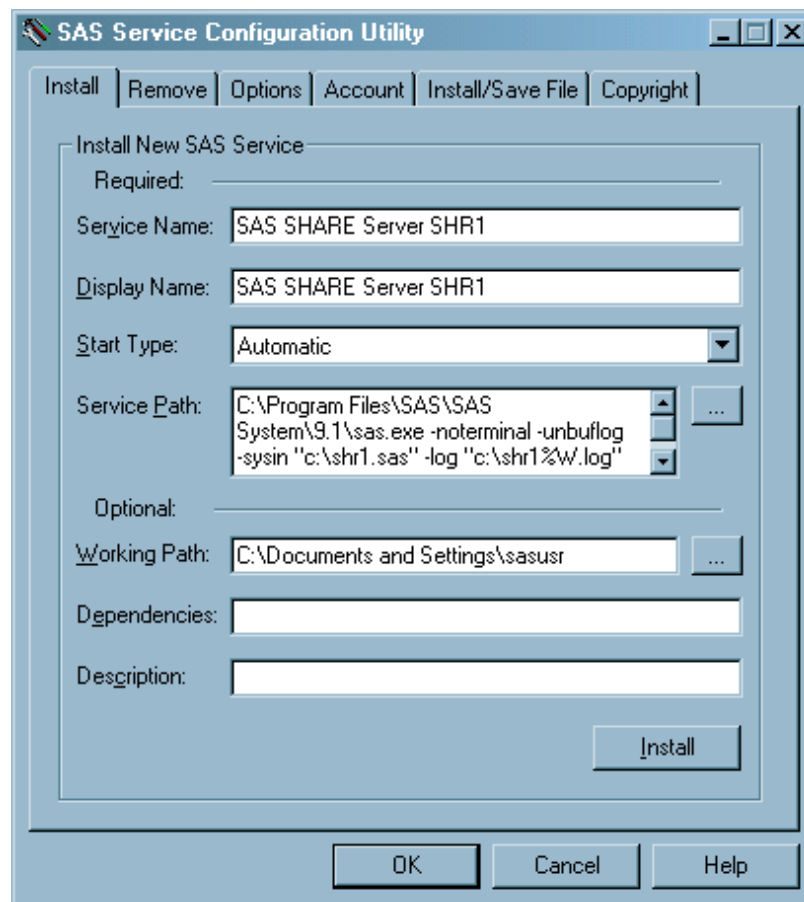 SAS Service Configuration Utility
Install Remove Options Account Install/Save File Copyright
Install New SAS Service
Required:
Service Name: SAS SHARE Server SHR1
Display Name: SAS SHARE Server SHR1
Start Type: Automatic
Service Path: C:\Program Files\SAS\SAS ...
System\9.1\sas.exe -noterminal -unbuflog
-sysin "c:\shr1.sas" -log "c:\shr1%W.log"
Optional:
Working Path: C:\Documents and Settings\sasusr ...
Dependencies:
Description:
Install
OK Cancel Help